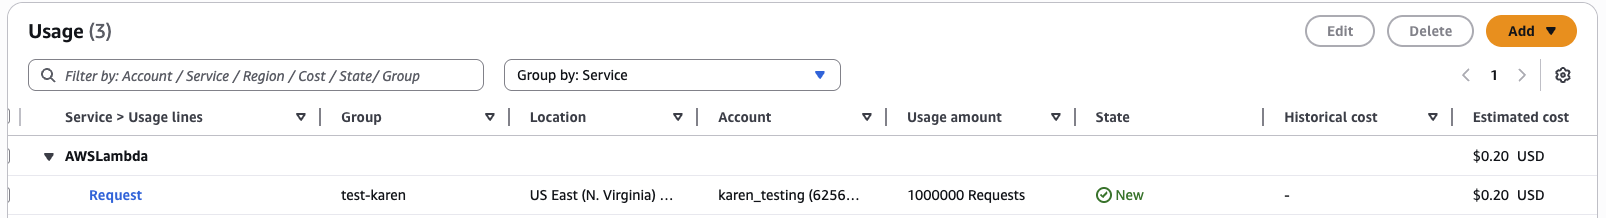 Usage (3)
Edit
Delete
Add
Filter by: Account / Service / Region / Cost / State/ Group
Group by: Service
1
Service > Usage lines Group Location Account Usage amount State Historical cost Estimated cost
AWSLambda $0.20 USD
Request test-karen US East (N. Virginia) ... karen_testing (6256... 1000000 Requests New - $0.20 USD